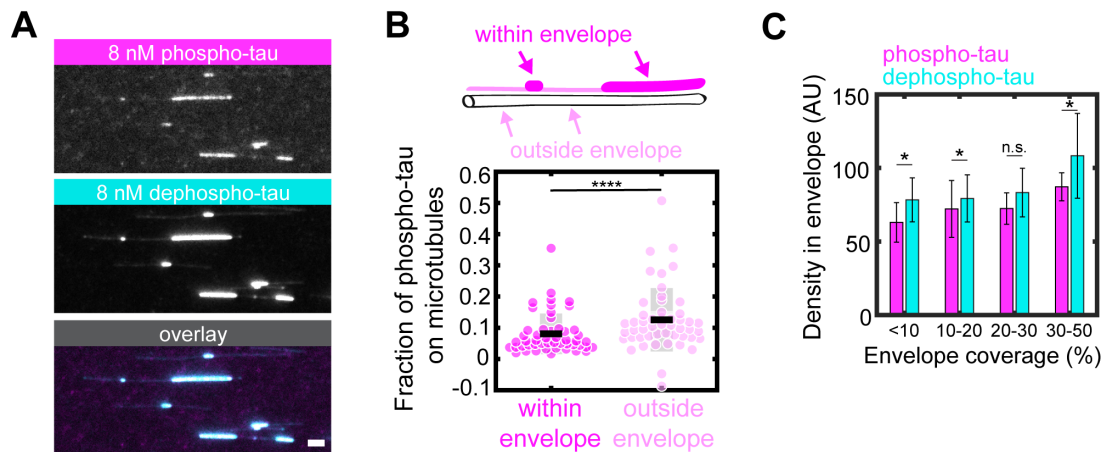 A
8 nM phospho-tau
8 nM dephospho-tau
overlay
B
within envelope
outside envelope
Fraction of phospho-tau
on microtubules
0.6
0.5
0.4
0.3
0.2
0.1
0
-0.1
****
within
envelope
outside
envelope
C
phospho-tau
dephospho-tau
Density in envelope (AU)
150
100
50
0
*
*
n.s.
*
<10
10-20
20-30
30-50
Envelope coverage (%)